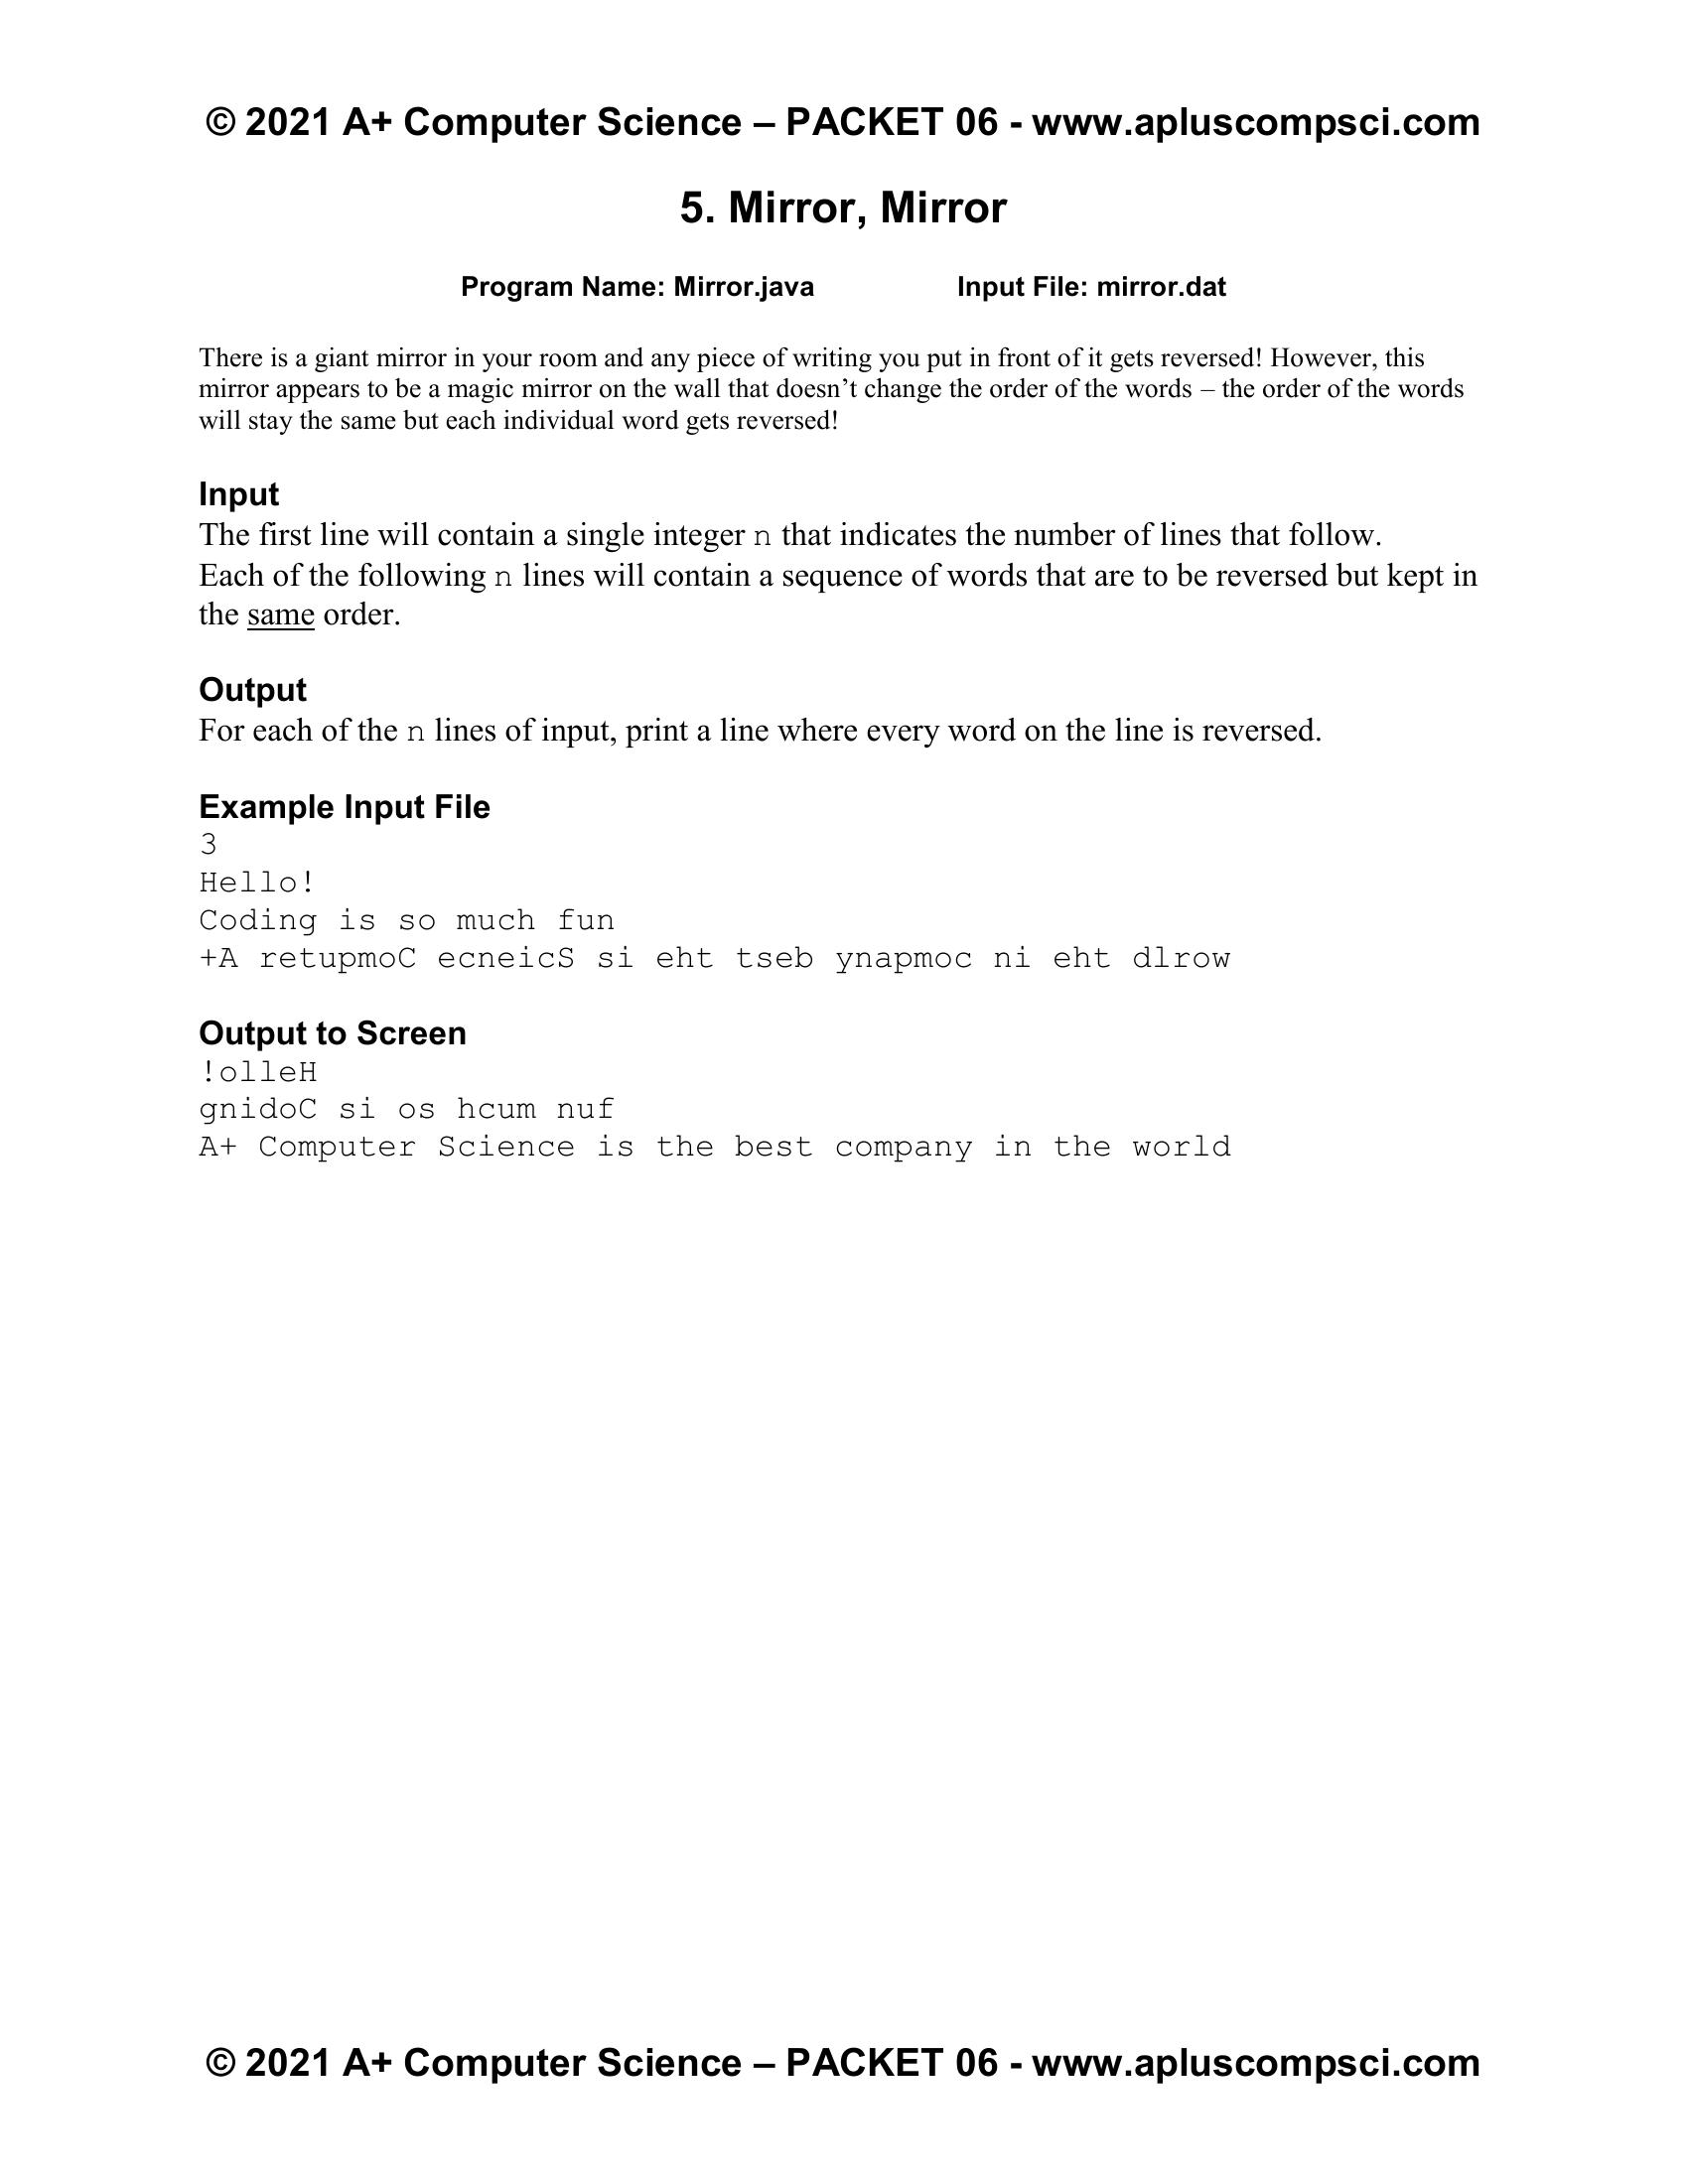 © 2021 A+ Computer Science – PACKET 06 - www.apluscompsci.com
5. Mirror, Mirror
Program Name: Mirror.java Input File: mirror.dat
There is a giant mirror in your room and any piece of writing you put in front of it gets reversed! However, this
mirror appears to be a magic mirror on the wall that doesn’t change the order of the words – the order of the words
will stay the same but each individual word gets reversed!
Input
The first line will contain a single integer n that indicates the number of lines that follow.
Each of the following n lines will contain a sequence of words that are to be reversed but kept in
the same order.
Output
For each of the n lines of input, print a line where every word on the line is reversed.
Example Input File
3
Hello!
Coding is so much fun
+A retupmoC ecneicS si eht tseb ynapmoc ni eht dlrow
Output to Screen
!olleH
gnidoC si os hcum nuf
A+ Computer Science is the best company in the world
© 2021 A+ Computer Science – PACKET 06 - www.apluscompsci.com